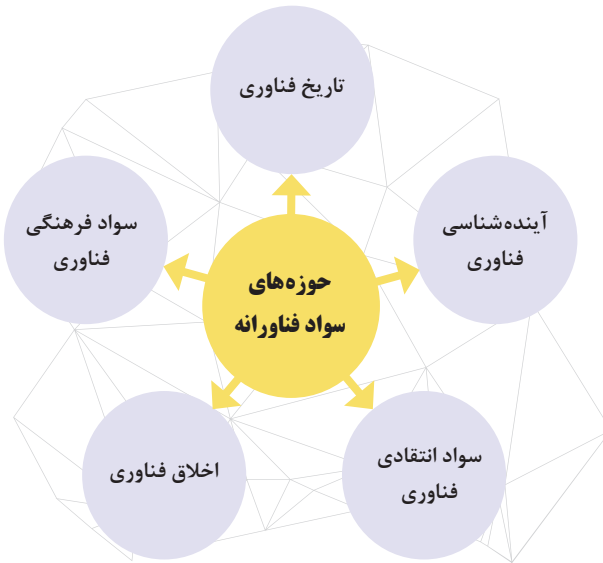 تاریخ فناوری
آینده‌شناسی
فناوری
سواد فرهنگی
فناوری
حوزه‌های
سواد فناورانه
سواد انتقادی
فناوری
اخلاق فناوری